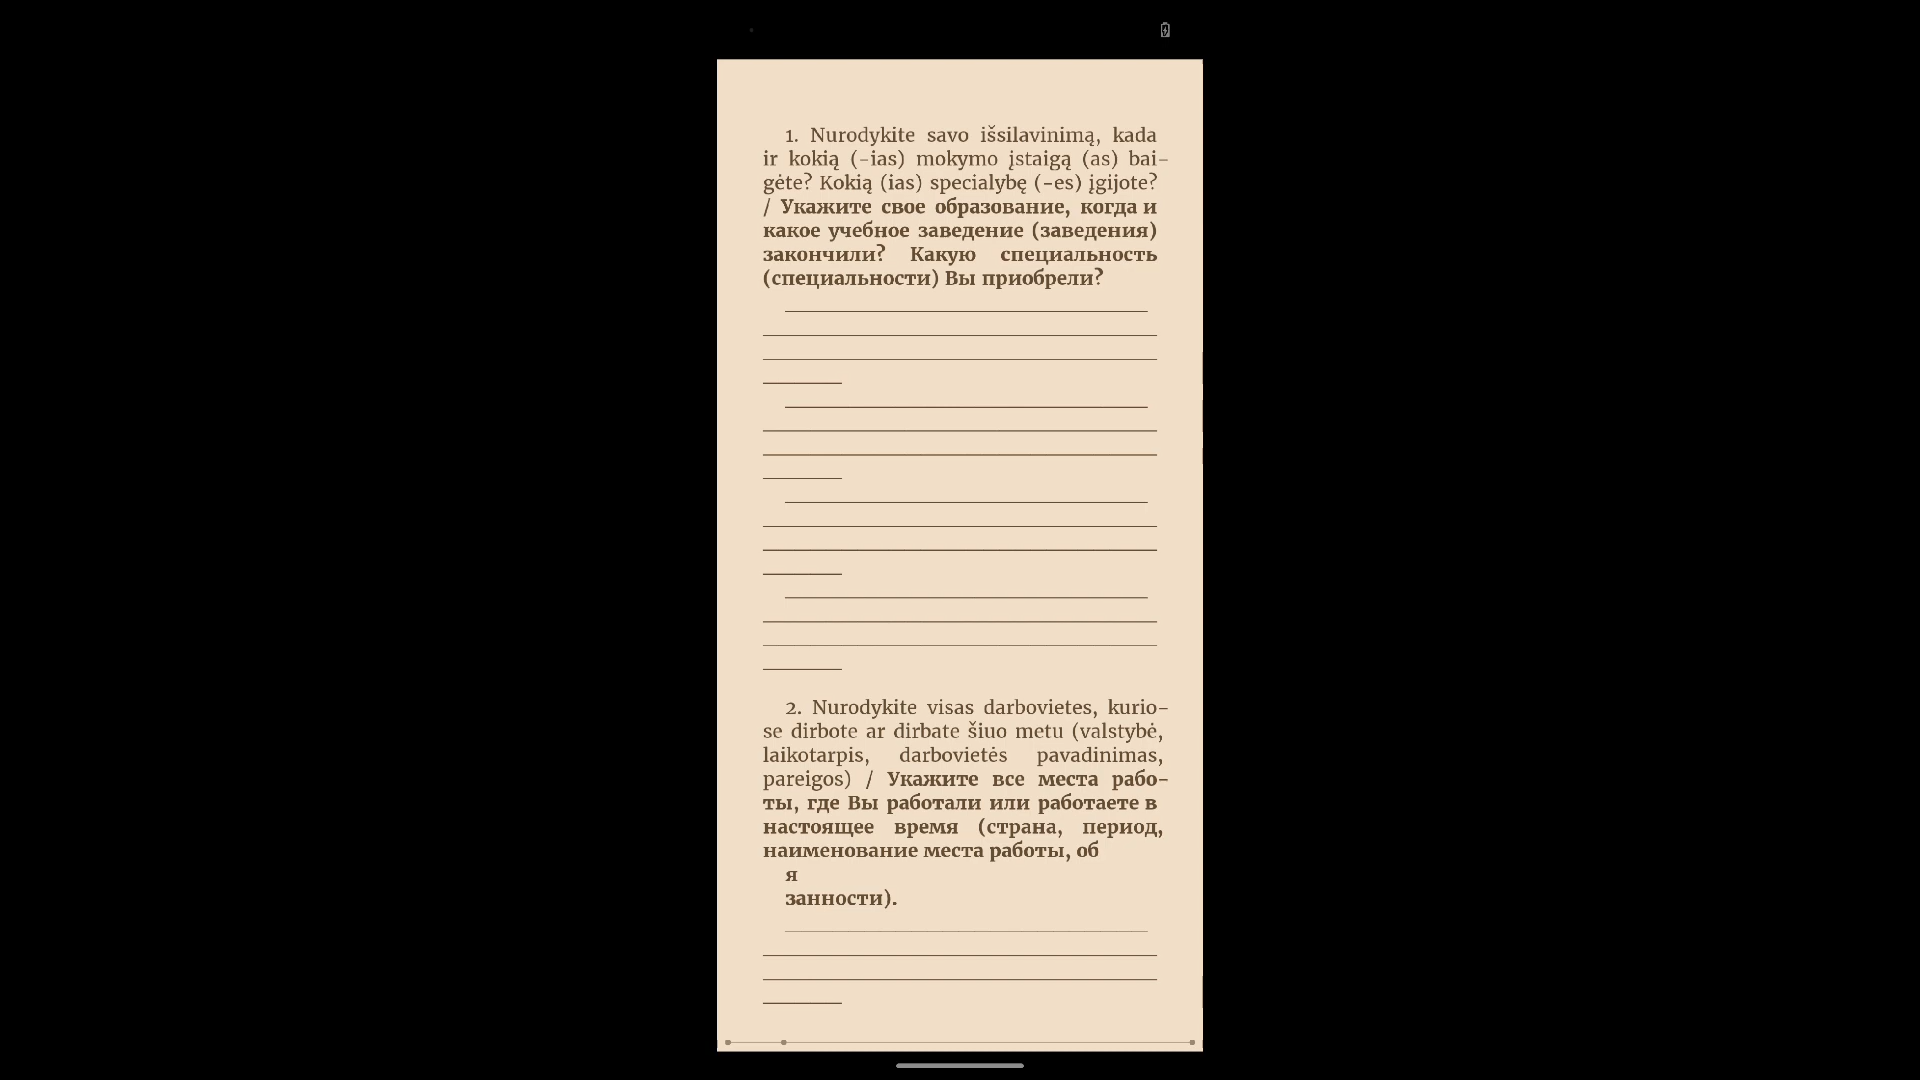 1. Nurodykite savo išsilavinimą, kada
ir kokią (-ias) mokymo įstaigą (as) bai-
gėte? Kokią (ias) specialybę (-es) įgijote?
/ Укажите свое образование, когда и
какое учебное заведение (заведения)
закончили? Какую специальность
(специальности) Вы приобрели?
2. Nurodykite visas darbovietes, kurio-
se dirbote ar dirbate šiuo metu (valstybė,
laikotarpis, darbovietės pavadinimas,
pareigos) / Укажите все места рабо-
ты, где Вы работали или работаете в
настоящее время (страна, период,
наименование места работы, об
я
занности).